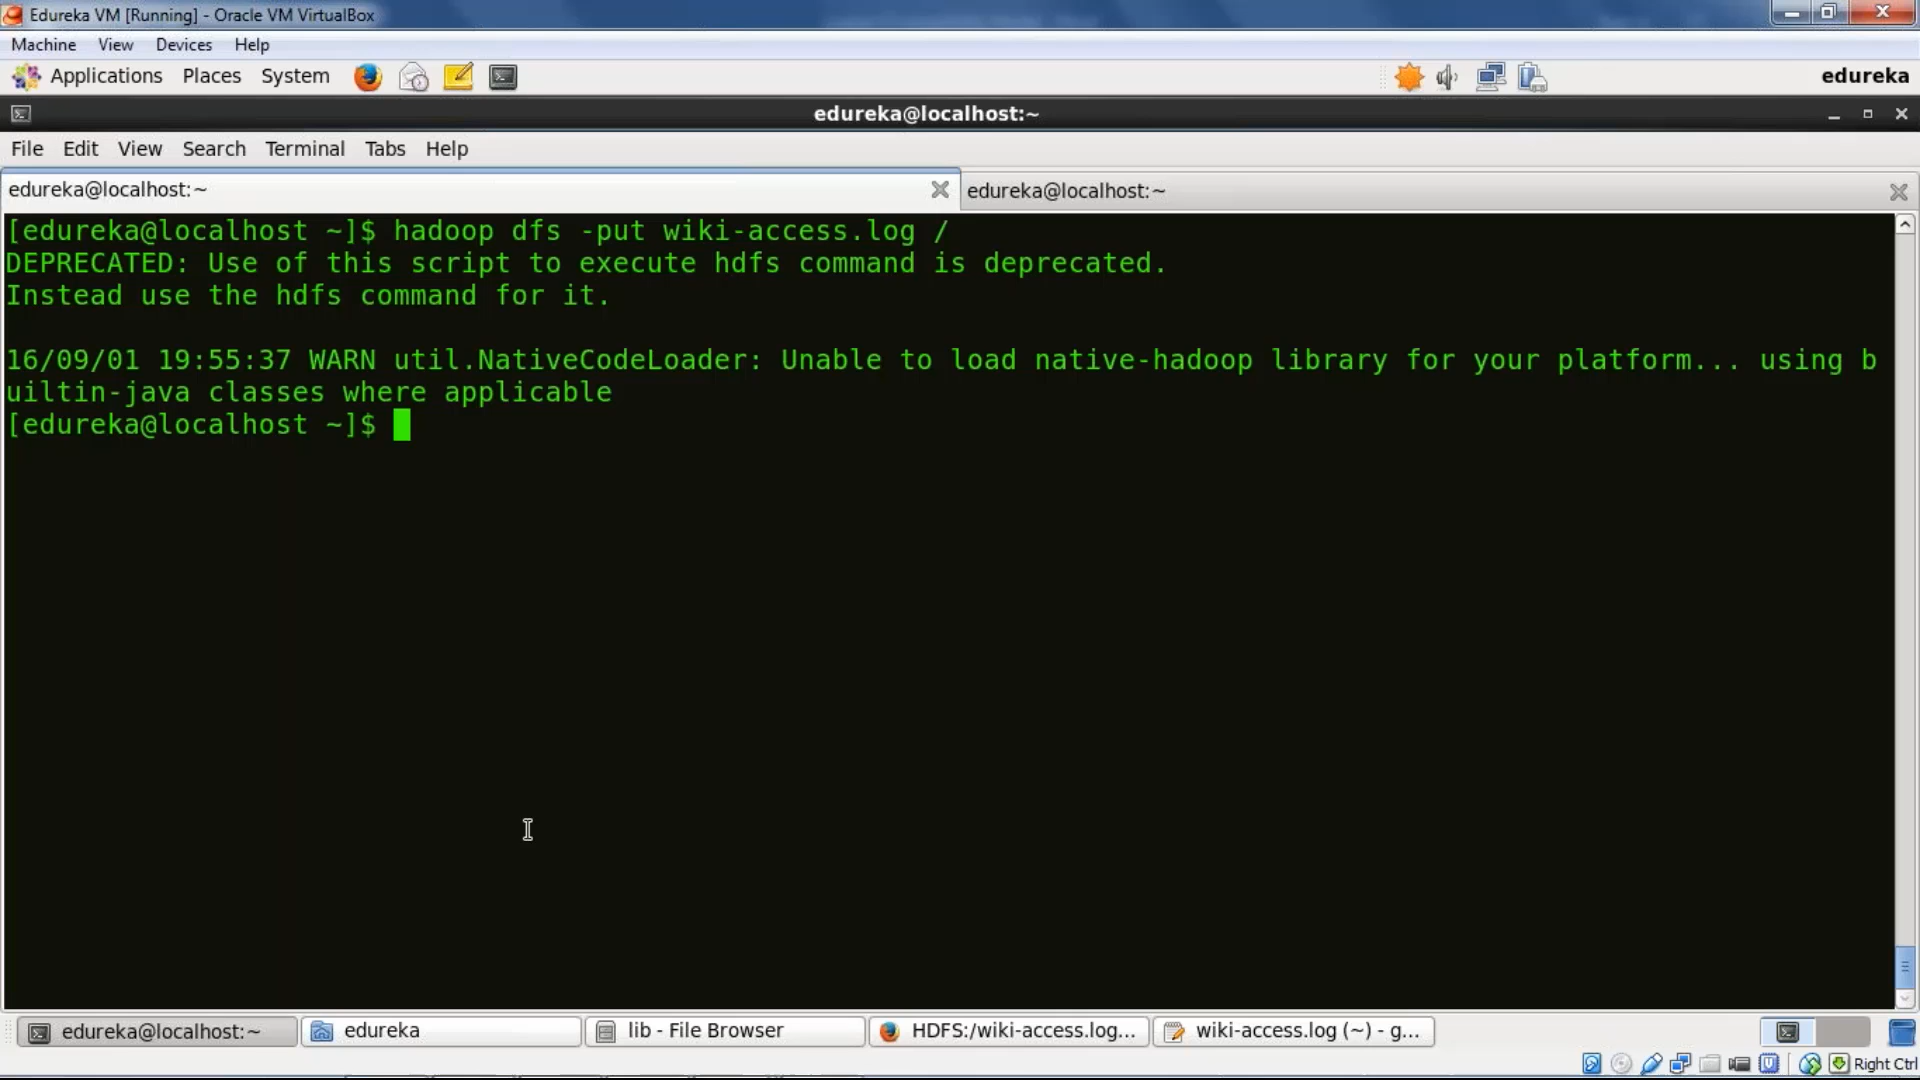 Edureka VM [Running] - Oracle VM VirtualBox
Machine View Devices Help
Applications Places System edureka
edureka@localhost:~
File Edit View Search Terminal Tabs Help
edureka@localhost:~ edureka@localhost:~
[edureka@localhost ~]$ hadoop dfs -put wiki-access.log /
DEPRECATED: Use of this script to execute hdfs command is deprecated.
Instead use the hdfs command for it.
16/09/01 19:55:37 WARN util.NativeCodeLoader: Unable to load native-hadoop library for your platform... using b
uiltin-java classes where applicable
[edureka@localhost ~]$
edureka@localhost:~ edureka lib - File Browser HDFS:/wiki-access.log... wiki-access.log (~) - g...
Right Ctrl